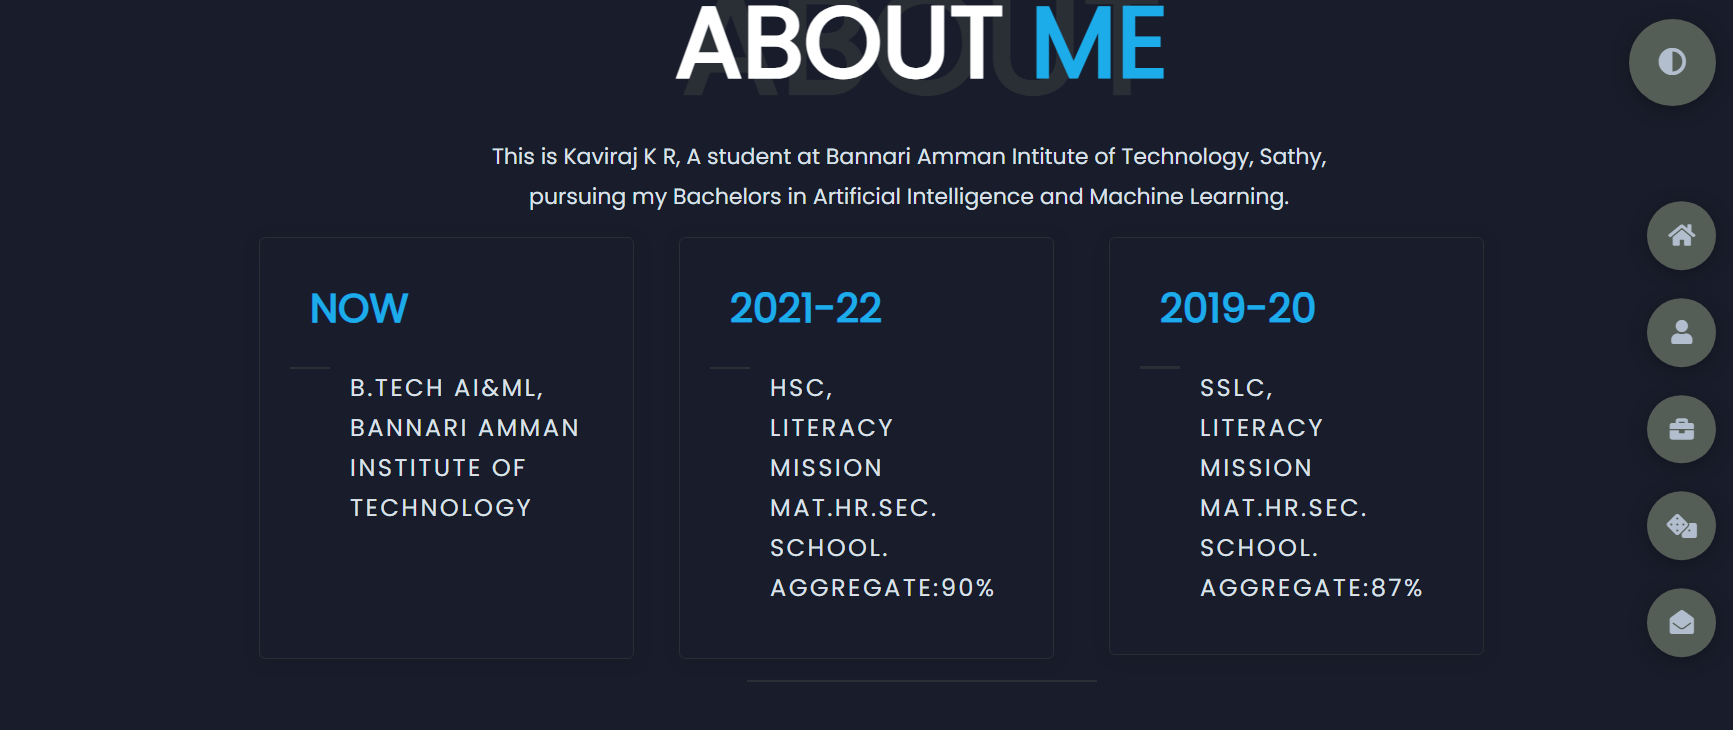 ABOUT
ABOUT ME
This is Kaviraj K R, A student at Bannari Amman Intitute of Technology, Sathy,
pursuing my Bachelors in Artificial Intelligence and Machine Learning.
NOW
B.TECH AI&ML,
BANNARI AMMAN
INSTITUTE OF
TECHNOLOGY
2021-22
HSC,
LITERACY
MISSION
MAT.HR.SEC.
SCHOOL.
AGGREGATE:90%
2019-20
SSLC,
LITERACY
MISSION
MAT.HR.SEC.
SCHOOL.
AGGREGATE:87%